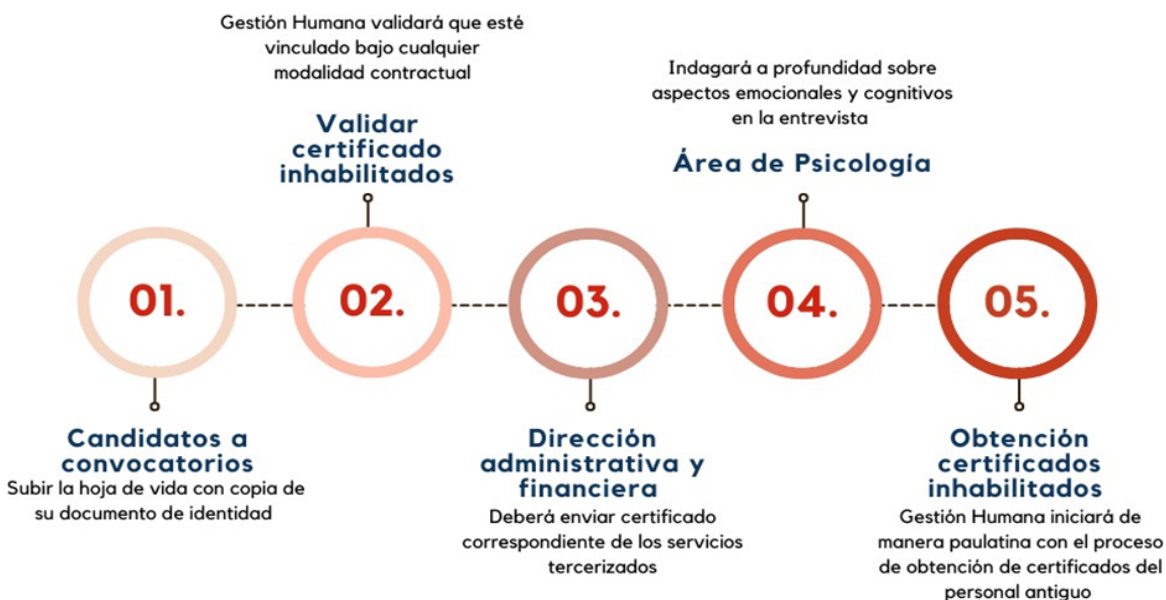 01.
Candidatos a
convocatorios
Subir la hoja de vida con copia de
su documento de identidad
Gestión Humana validará que esté
vinculado bajo cualquier
modalidad contractual
Validar
certificado
inhabilitados
02.
03.
Dirección
administrativa y
financiera
Deberá enviar certificado
correspondiente de los servicios
tercerizados
Indagará a profundidad sobre
aspectos emocionales y cognitivos
en la entrevista
Área de Psicología
04.
05.
Obtención
certificados
inhabilitados
Gestión Humana iniciará de
manera paulatina con el proceso
de obtención de certificados del
personal antiguo